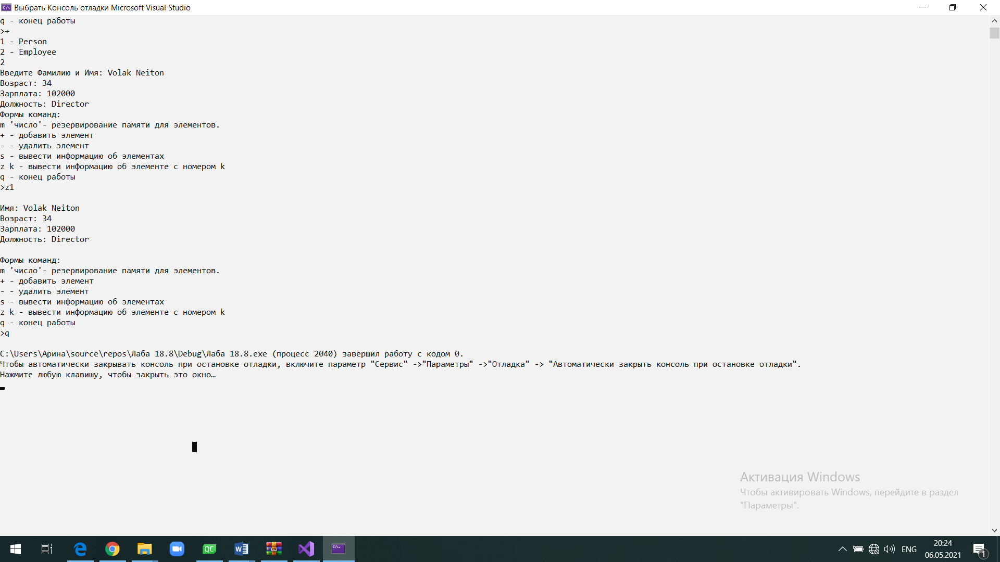 Выбрать Консоль отладки Microsoft Visual Studio
q - конец работы
>+
1 - Person
2 - Employee
2
Введите Фамилию и Имя: Volak Neiton
Возраст: 34
Зарплата: 102000
Должность: Director
Формы команд:
m 'число'- резервирование памяти для элементов.
+ - добавить элемент
- - удалить элемент
s - вывести информацию об элементах
z k - вывести информацию об элементе с номером k
q - конец работы
>z1
Имя: Volak Neiton
Возраст: 34
Зарплата: 102000
Должность: Director
Формы команд:
m 'число'- резервирование памяти для элементов.
+ - добавить элемент
- - удалить элемент
s - вывести информацию об элементах
z k - вывести информацию об элементе с номером k
q - конец работы
>q
C:\Users\Арина\source\repos\Лаба 18.8\Debug\Лаба 18.8.exe (процесс 2040) завершил работу с кодом 0.
Чтобы автоматически закрывать консоль при остановке отладки, включите параметр "Сервис" ->"Параметры" ->"Отладка" -> "Автоматически закрыть консоль при остановке отладки".
Нажмите любую клавишу, чтобы закрыть это окно…
Активация Windows
Чтобы активировать Windows, перейдите в раздел
"Параметры".
QC
ENG
20:24
06.05.2021
1